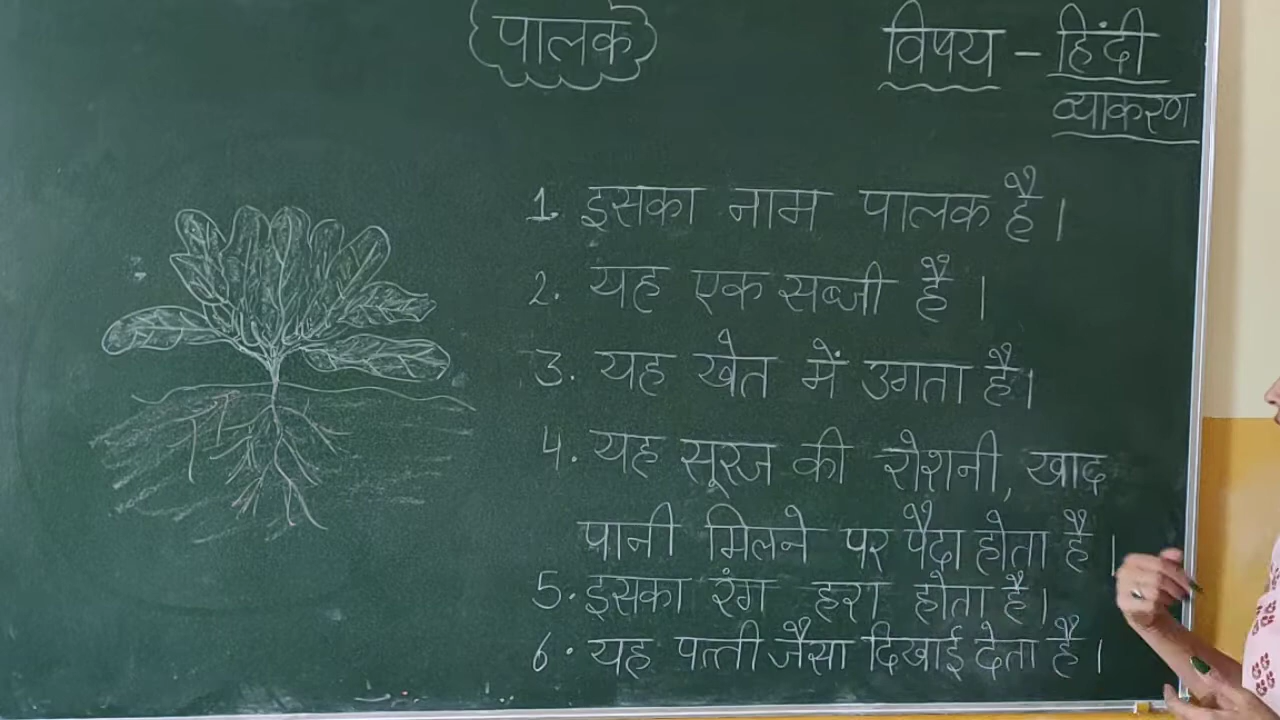 पालक
विषय - हिंदी
व्याकरण
1. इसका नाम पालक है।
2. यह एक सब्जी है।
3. यह खेत में उगता है।
4. यह सूरज की रोशनी, खाद
पानी मिलने पर पैदा होता है।
5. इसका रंग हरा होता है।
6. यह पत्ती जैसा दिखाई देता है।